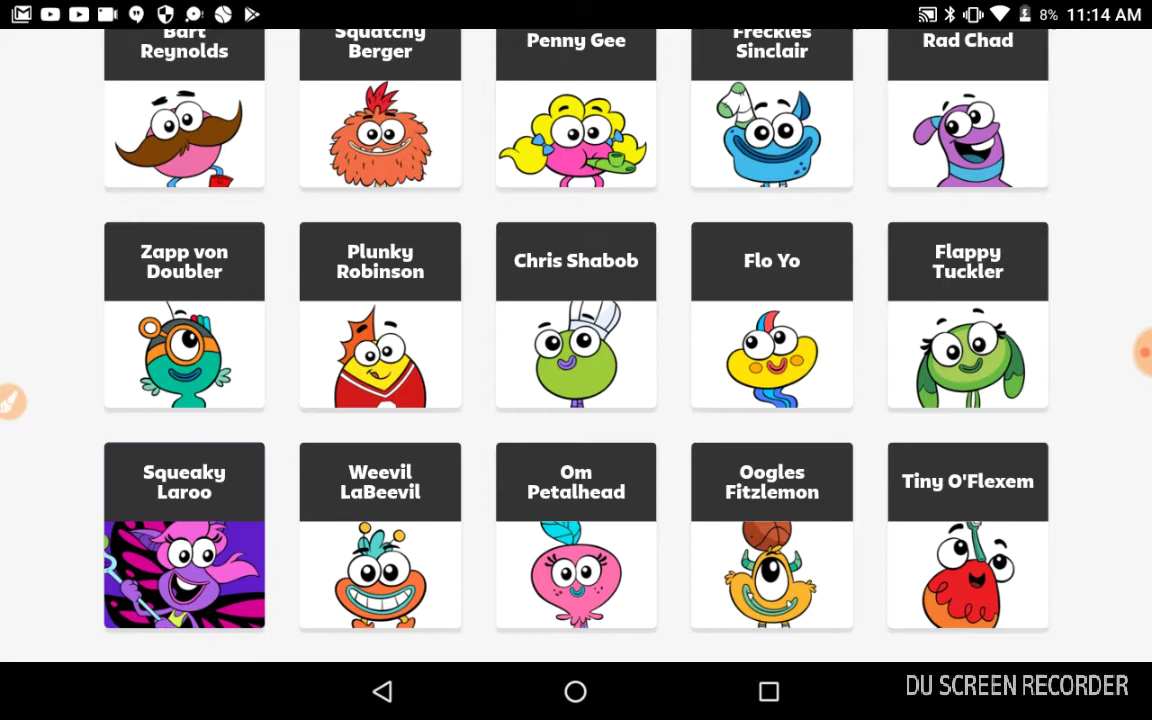 8% 11:14 AM
Bart
Reynolds
Squatchy
Berger
Penny Gee
Freckles
Sinclair
Rad Chad
Zapp von
Doubler
Plunky
Robinson
Chris Shabob
Flo Yo
Flappy
Tuckler
Squeaky
Laroo
Weevil
LaBeevil
Om
Petalhead
Oogles
Fitzlemon
Tiny O'Flexem
DU SCREEN RECORDER